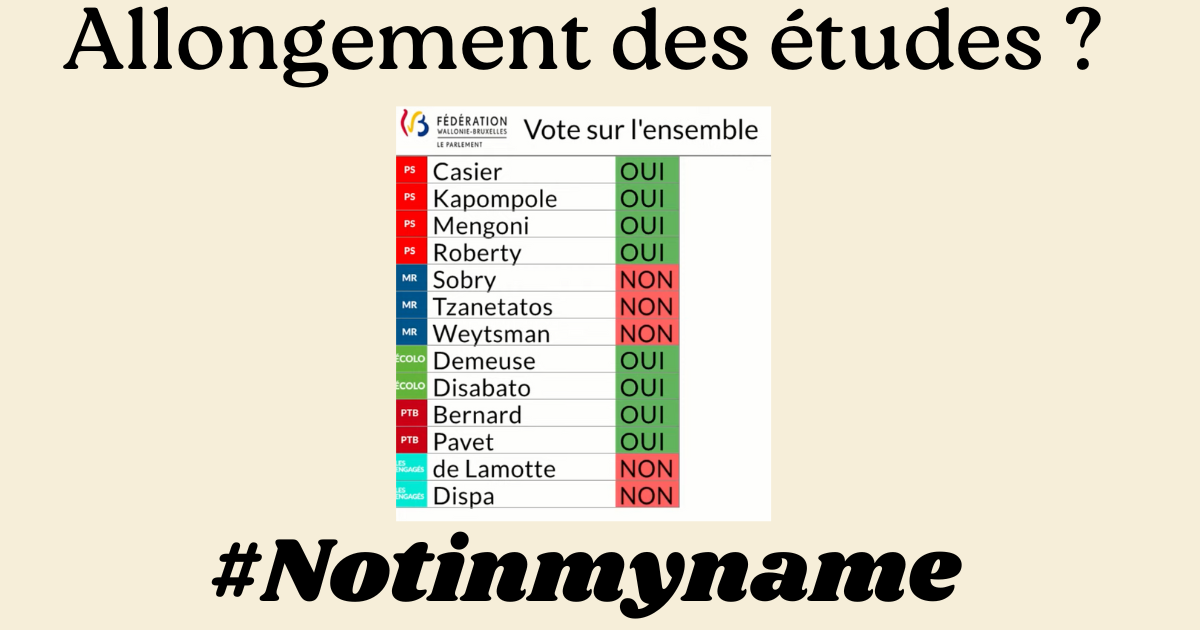 Allongement des études ?
FÉDÉRATION
WALLONIE-BRUXELLES
LE PARLEMENT
Vote sur l'ensemble
PS Casier OUI
PS Kapompole OUI
PS Mengoni OUI
PS Roberty OUI
MR Sobry NON
MR Tzanetatos NON
MR Weytsman NON
ÉCOLO Demeuse OUI
ÉCOLO Disabato OUI
PTB Bernard OUI
PTB Pavet OUI
LES ENGAGÉS de Lamotte NON
LES ENGAGÉS Dispa NON
#Notinmyname